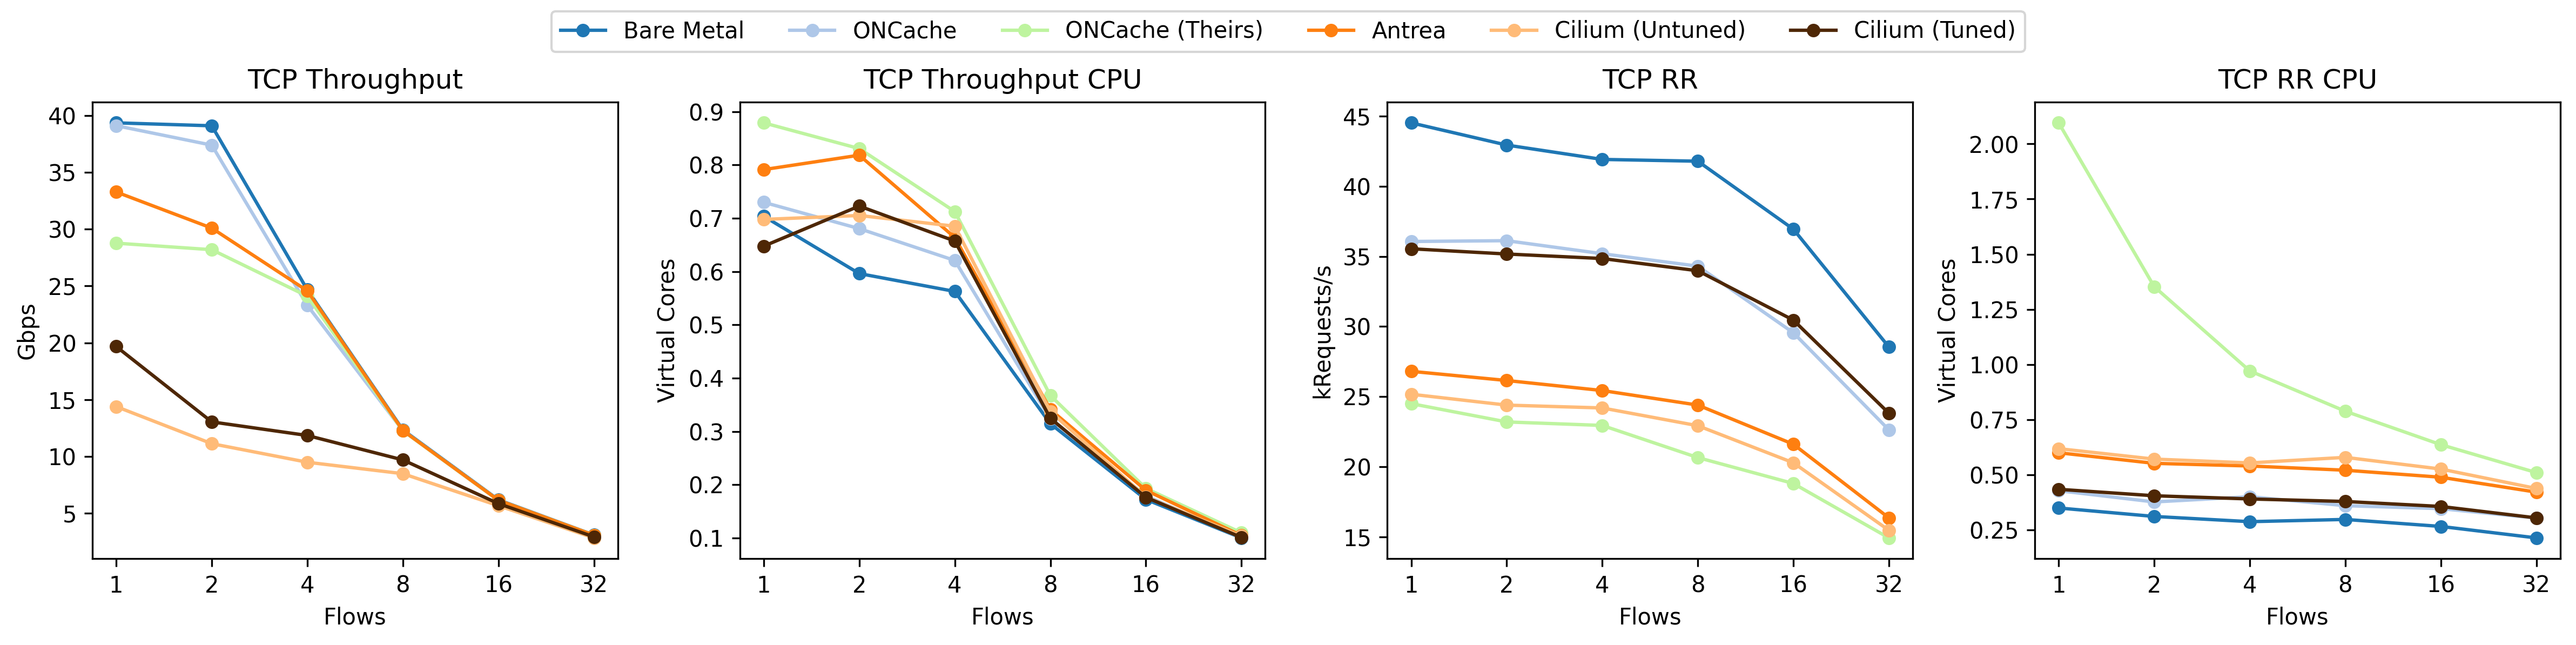 Bare Metal ONCache ONCache (Theirs) Antrea Cilium (Untuned) Cilium (Tuned)
TCP Throughput
40
35
30
25
20
15
10
5
Gbps
1 2 4 8 16 32
Flows
TCP Throughput CPU
0.9
0.8
0.7
0.6
0.5
0.4
0.3
0.2
0.1
Virtual Cores
1 2 4 8 16 32
Flows
TCP RR
45
40
35
30
25
20
15
kRequests/s
1 2 4 8 16 32
Flows
TCP RR CPU
2.00
1.75
1.50
1.25
1.00
0.75
0.50
0.25
Virtual Cores
1 2 4 8 16 32
Flows